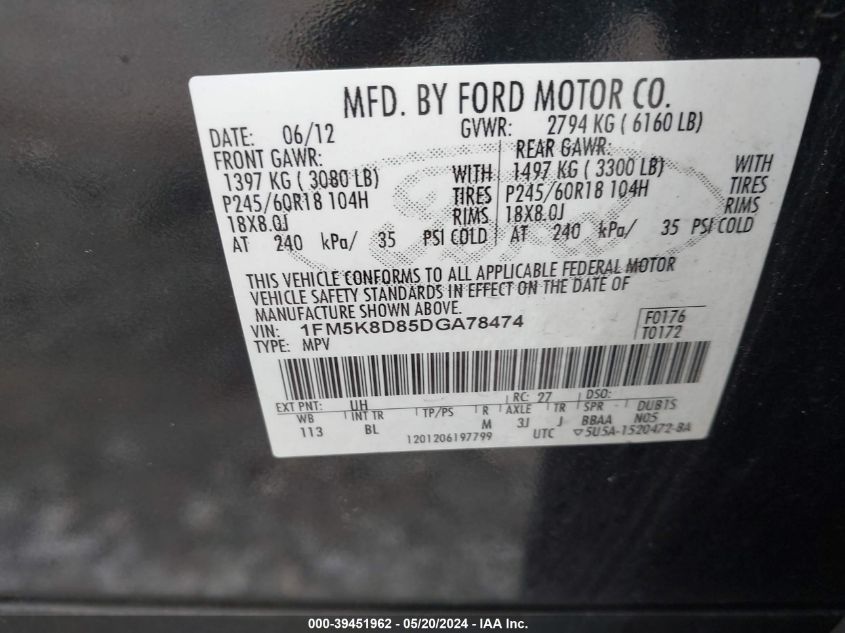 MFD. BY FORD MOTOR CO.
DATE: 06/12 GVWR: 2794 KG ( 6160 LB)
FRONT GAWR: REAR GAWR:
1397 KG ( 3080 LB) WITH 1497 KG ( 3300 LB) WITH
P245/60R18 104H TIRES P245/60R18 104H TIRES
18X8.0J RIMS 18X8.0J RIMS
AT 240 kPa/ 35 PSI COLD AT 240 kPa/ 35 PSI COLD
THIS VEHICLE CONFORMS TO ALL APPLICABLE FEDERAL MOTOR
VEHICLE SAFETY STANDARDS IN EFFECT ON THE DATE OF
MANUFACTURE SHOWN ABOVE.
VIN: 1FM5K8D85DGA78474 F0176
TYPE: MPV T0172
EXT PNT: UH RC: 27 DSO:
WB INT TR TP/PS R AXLE TR SPR DUBTS
113 BL M 3J J BBAA N05
1201206197799 UTC ▽5U5A-1520472-BA
000-39451962 - 05/20/2024 - IAA Inc.